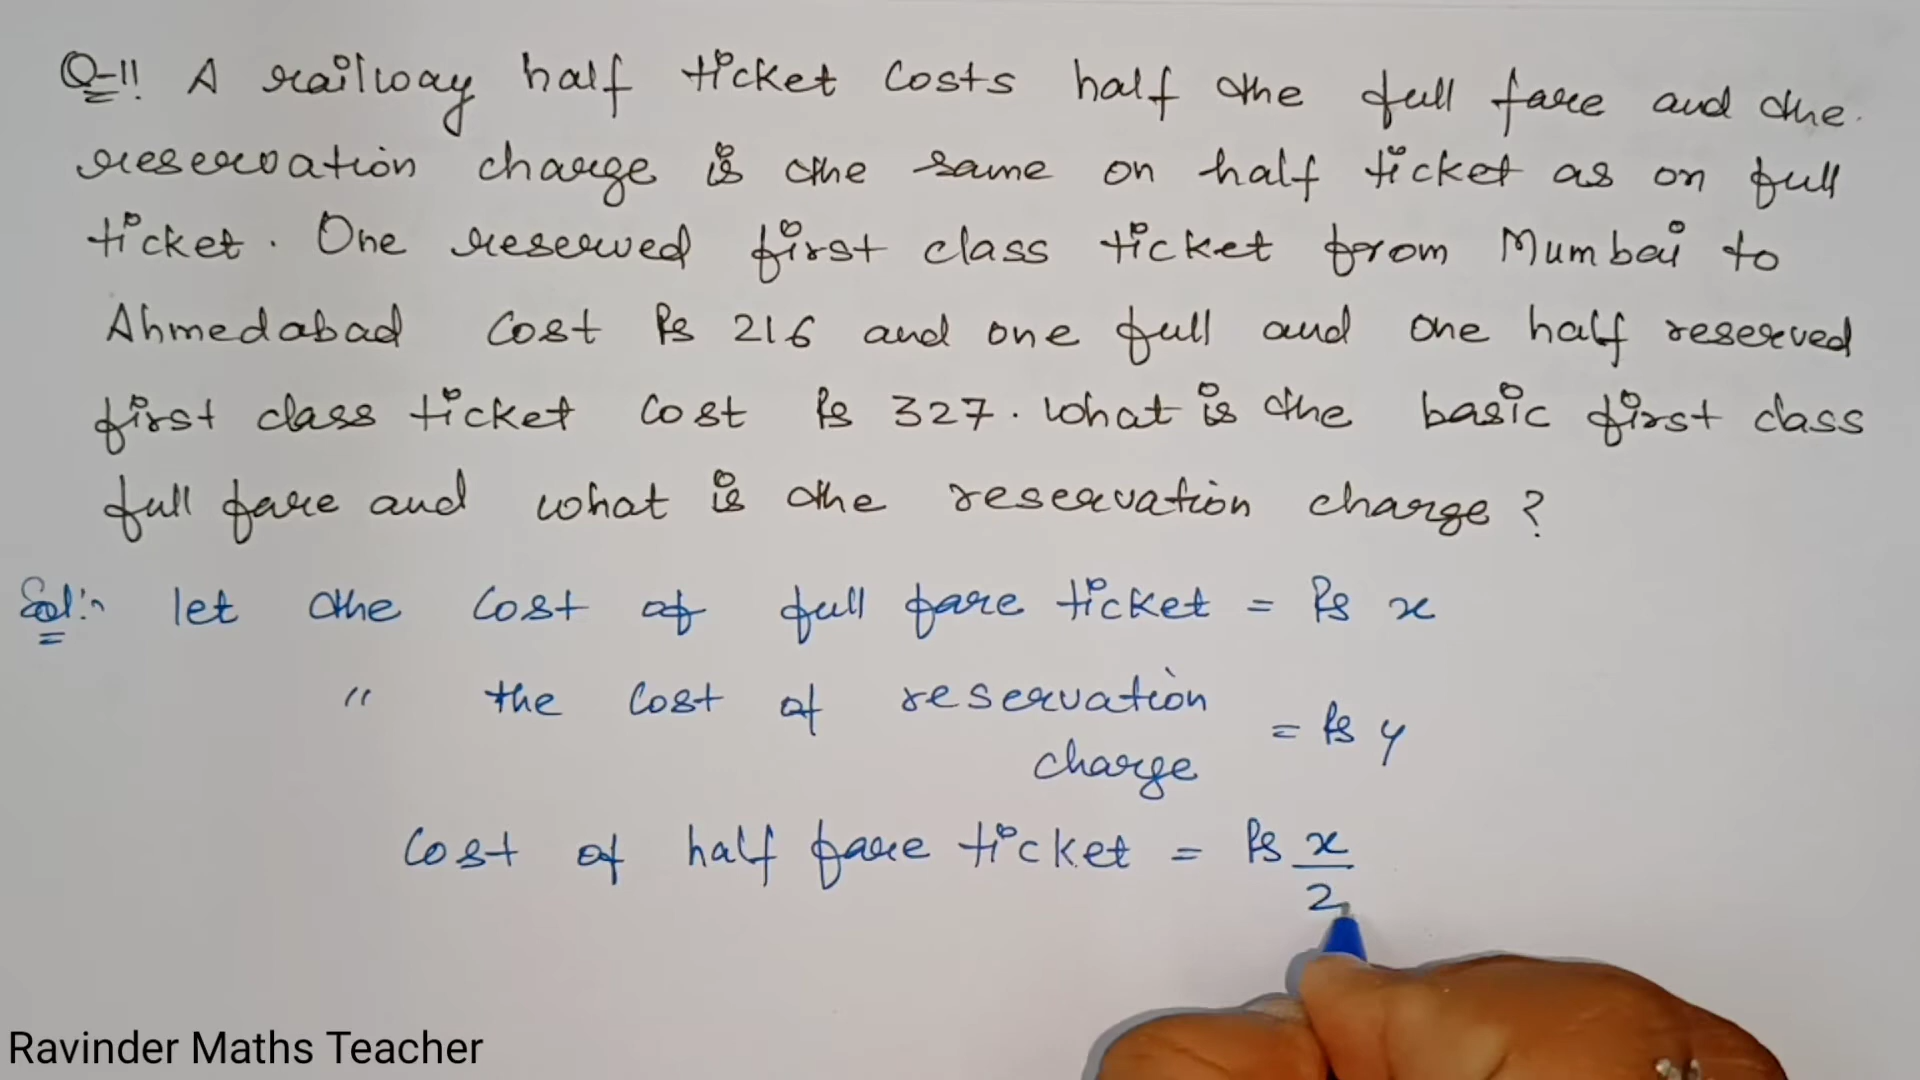 Q-11 A railway half ticket costs half the full fare and the
reservation charge is the same on half ticket as on full
ticket. One reserved first class ticket from Mumbai to
Ahmedabad cost Rs 216 and one full and one half reserved
first class ticket cost Rs 327. what is the basic first class
full fare and what is the reservation charge?
Sol:n let the cost of full fare ticket = Rs x
" the cost of reservation
charge = Rs y
cost of half fare ticket = Rs x/2
Ravinder Maths Teacher